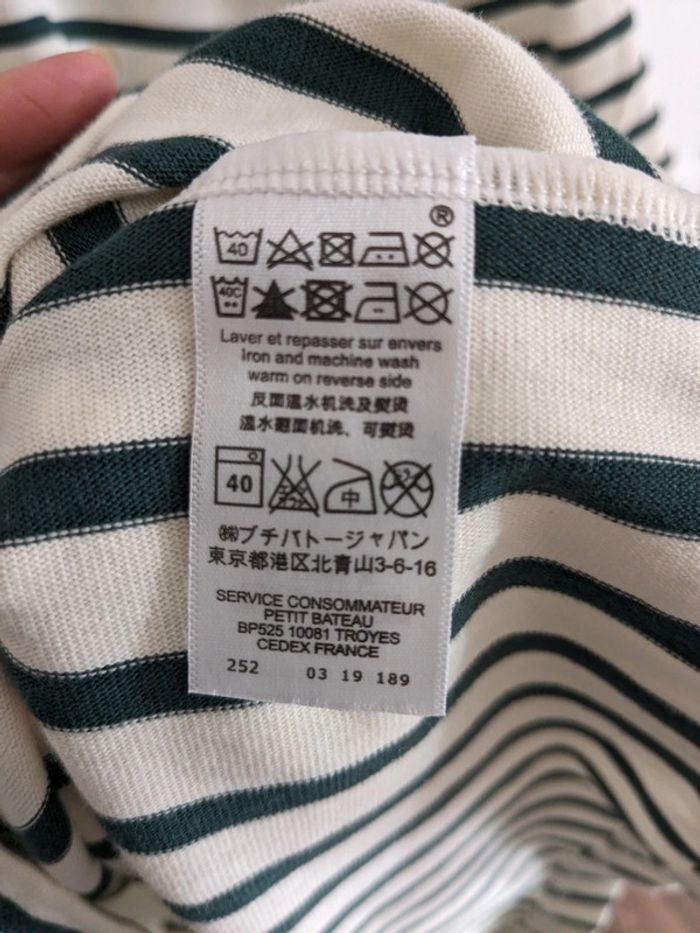 ®
40
40C
Laver et repasser sur envers
Iron and machine wash
warm on reverse side
反面温水机洗及熨烫
温水翻面机洗、可熨烫
40 中
㈱プチバトージャパン
東京都港区北青山3-6-16
SERVICE CONSOMMATEUR
PETIT BATEAU
BP525 10081 TROYES
CEDEX FRANCE
252 03 19 189